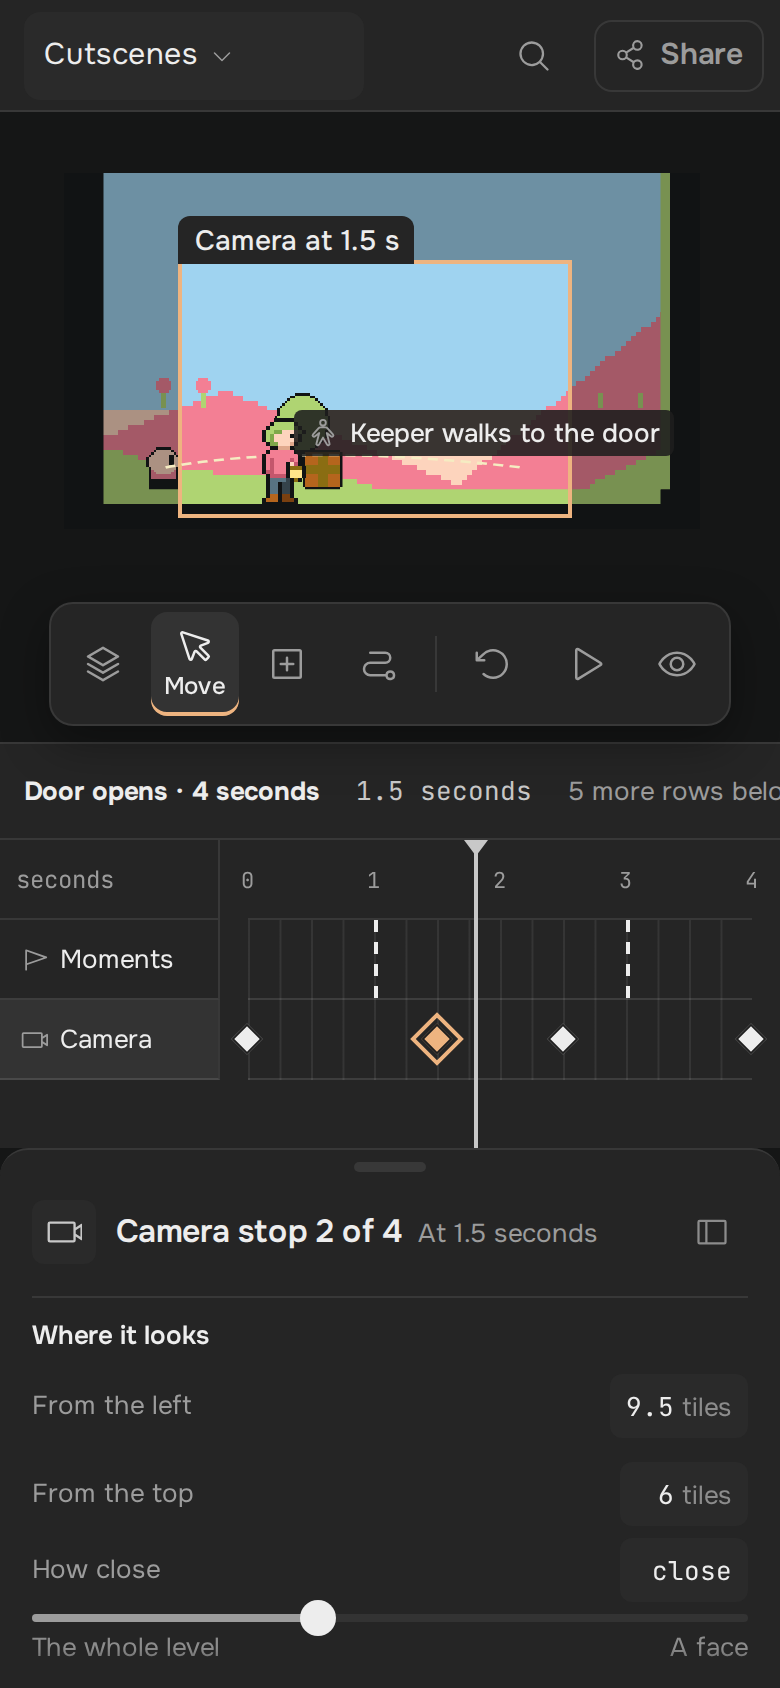 Cutscenes
Share
Camera at 1.5 s
Keeper walks to the door
Move
Door opens · 4 seconds 1.5 seconds 5 more rows belo
seconds 0 1 2 3 4
Moments
Camera
Camera stop 2 of 4 At 1.5 seconds
Where it looks
From the left 9.5 tiles
From the top 6 tiles
How close close
The whole level A face